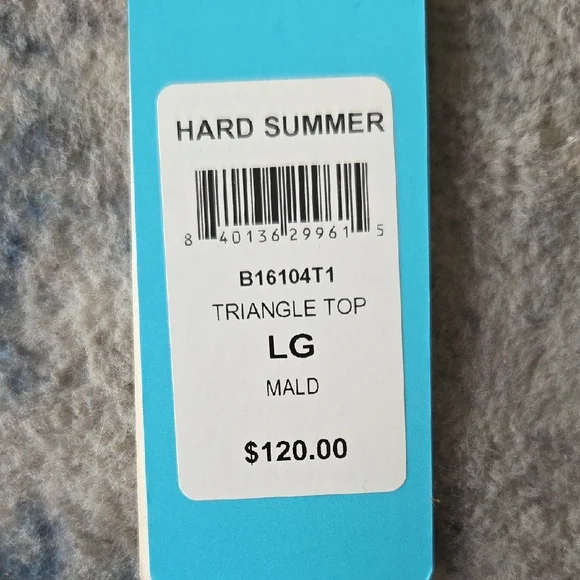 HARD SUMMER
8 40136 29961 5
B16104T1
TRIANGLE TOP
LG
MALD
$120.00